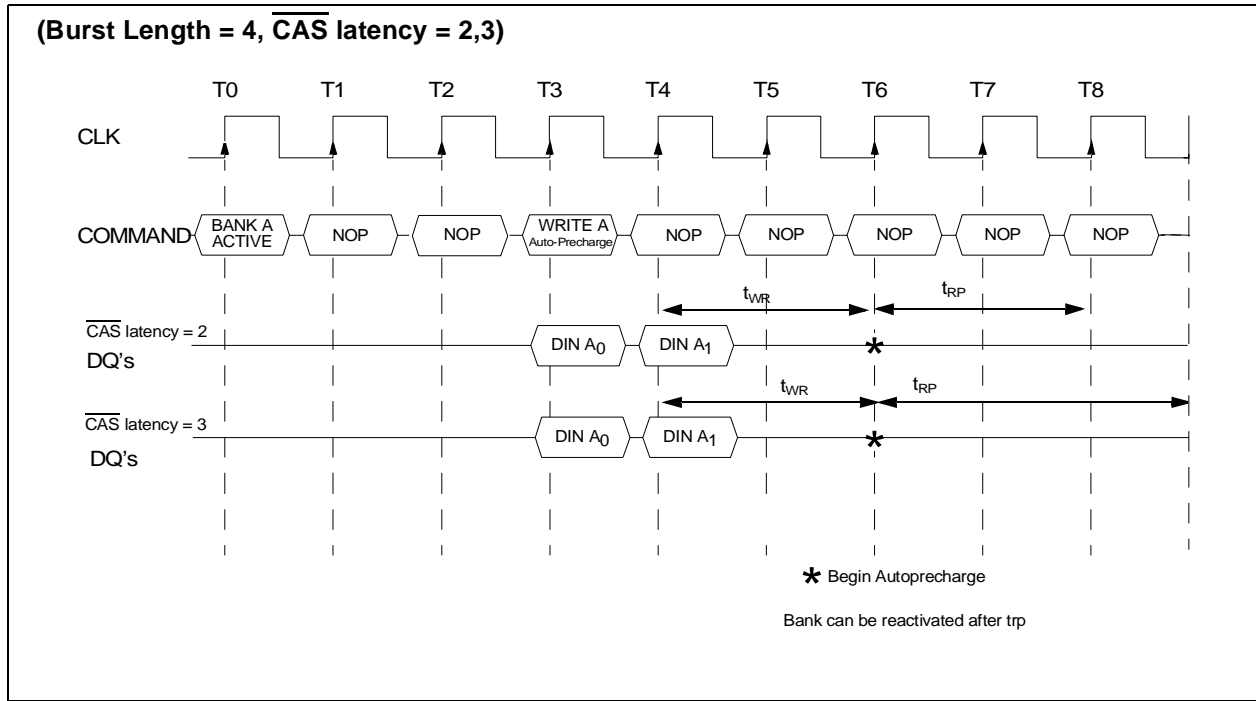 (Burst Length = 4, CAS latency = 2,3)
T0 T1 T2 T3 T4 T5 T6 T7 T8
CLK
COMMAND BANK A ACTIVE NOP NOP WRITE A Auto-Precharge NOP NOP NOP NOP NOP
tWR tRP
CAS latency = 2
DQ's DIN A0 DIN A1 *
tWR tRP
CAS latency = 3
DQ's DIN A0 DIN A1 *
* Begin Autoprecharge
Bank can be reactivated after trp